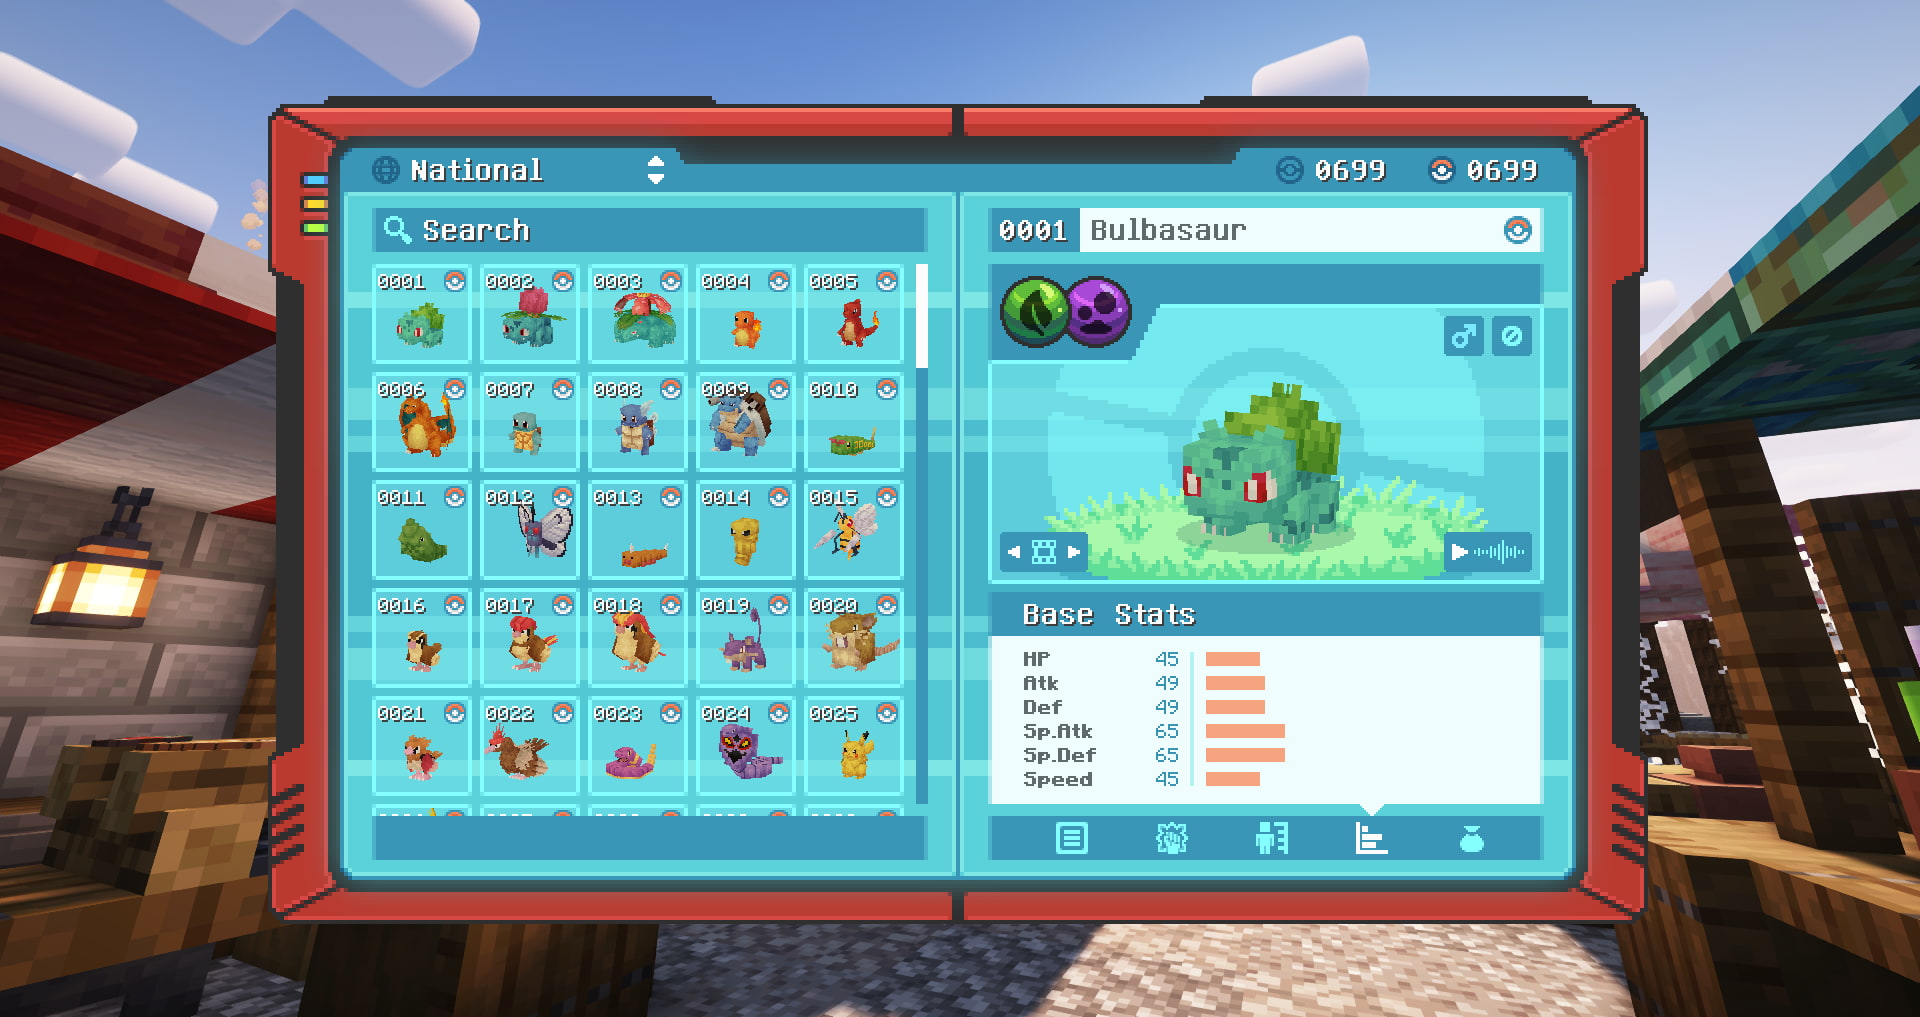 National
0699 0699
Search
0001 0002 0003 0004 0005
0006 0007 0008 0009 0010
0011 0012 0013 0014 0015
0016 0017 0018 0019 0020
0021 0022 0023 0024 0025
0001 Bulbasaur
Base Stats
HP 45
Atk 49
Def 49
Sp.Atk 65
Sp.Def 65
Speed 45